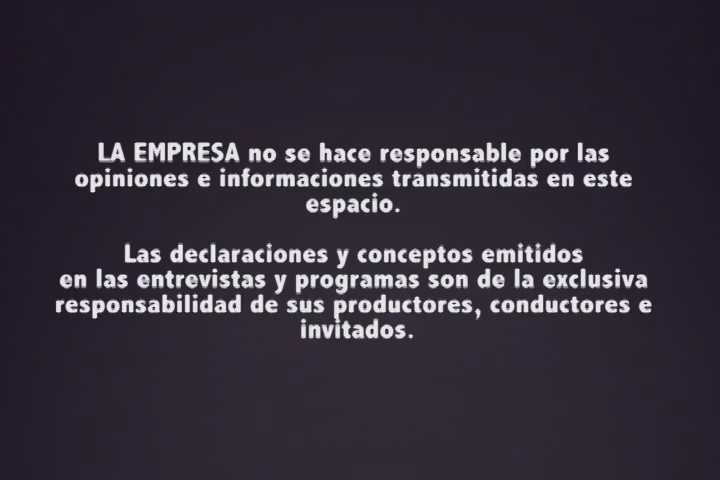 LA EMPRESA no se hace responsable por las
opiniones e informaciones transmitidas en este
espacio.
Las declaraciones y conceptos emitidos
en las entrevistas y programas son de la exclusiva
responsabilidad de sus productores, conductores e
invitados.